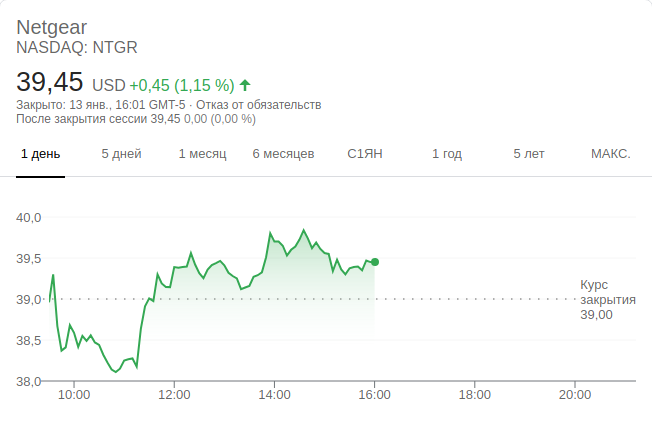 Netgear
NASDAQ: NTGR
39,45 USD +0,45 (1,15 %)
Закрыто: 13 янв., 16:01 GMT-5 · Отказ от обязательств
После закрытия сессии 39,45 0,00 (0,00 %)
1 день 5 дней 1 месяц 6 месяцев С1ЯН 1 год 5 лет МАКС.
40,0
39,5
39,0
38,5
38,0
Курс
закрытия
39,00
10:00 12:00 14:00 16:00 18:00 20:00